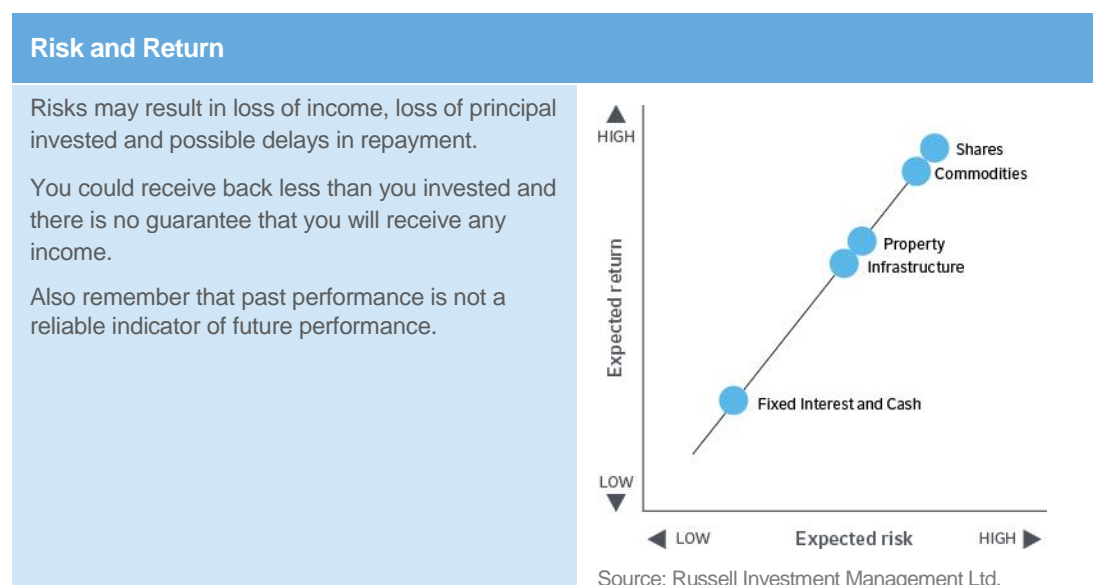 Risk and Return
Risks may result in loss of income, loss of principal
invested and possible delays in repayment.
You could receive back less than you invested and
there is no guarantee that you will receive any
income.
Also remember that past performance is not a
reliable indicator of future performance.
HIGH
Shares
Commodities
Property
Infrastructure
Expected return
Fixed Interest and Cash
LOW
LOW
Expected risk
HIGH
Source: Russell Investment Management Ltd.